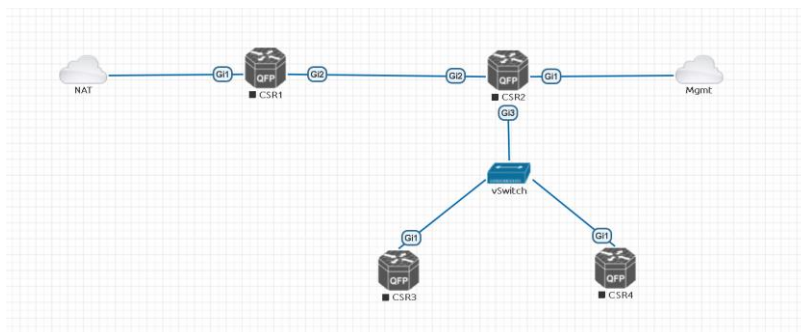 NAT
Gi1
QFP
CSR1
Gi2
Gi2
QFP
CSR2
Gi1
Mgmt
Gi3
vSwitch
Gi1
QFP
CSR3
Gi1
QFP
CSR4